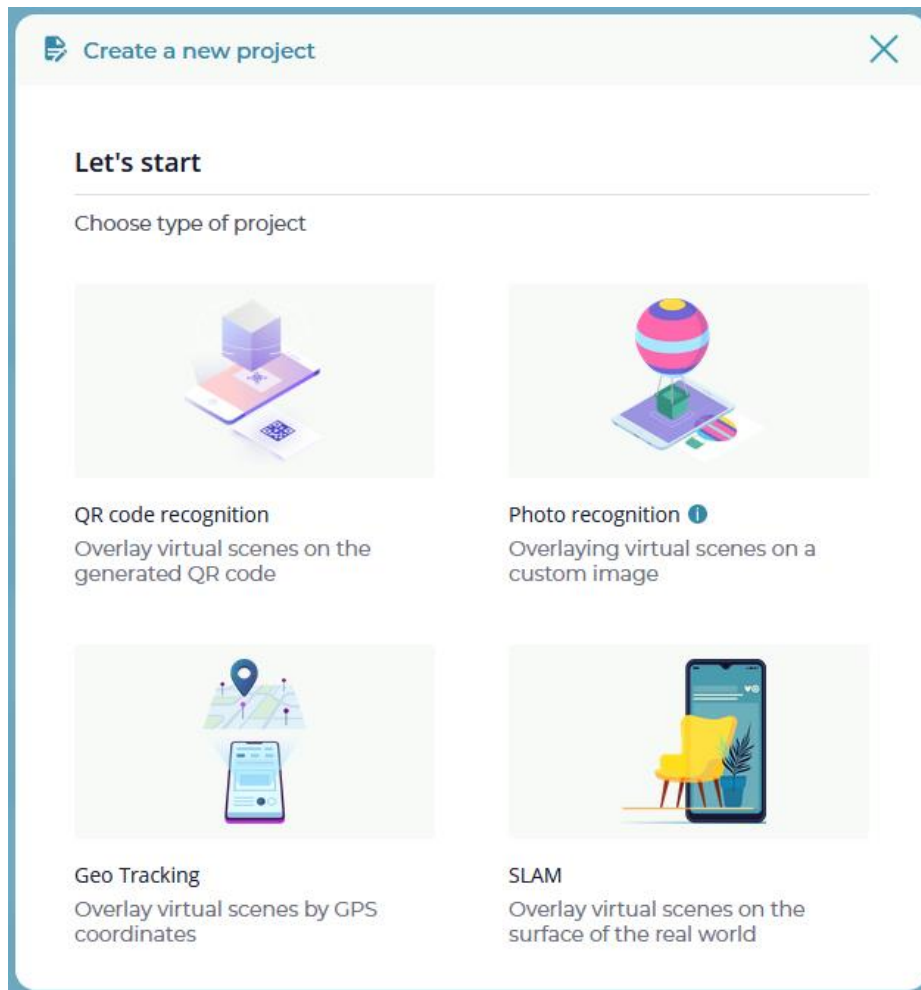 Create a new project
Let's start
Choose type of project
QR code recognition
Overlay virtual scenes on the
generated QR code
Photo recognition
Overlaying virtual scenes on a
custom image
Geo Tracking
Overlay virtual scenes by GPS
coordinates
SLAM
Overlay virtual scenes on the
surface of the real world